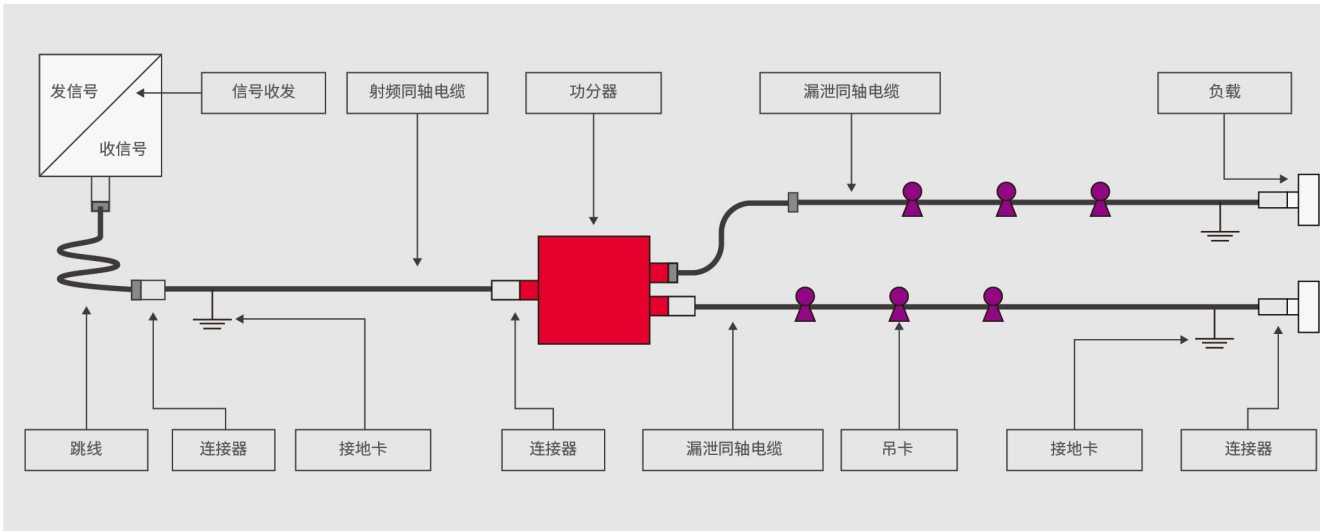 发信号
收信号
信号收发
射频同轴电缆
功分器
漏泄同轴电缆
负载
跳线
连接器
接地卡
连接器
漏泄同轴电缆
吊卡
接地卡
连接器